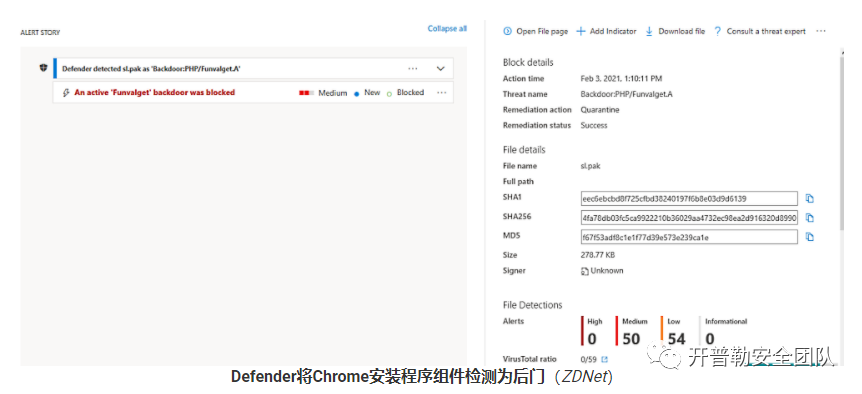 ALERT STORY
Collapse all
Defender detected sl.pak as 'Backdoor:PHP/Funvalget.A'
An active 'Funvalget' backdoor was blocked
Medium
New
Blocked
Open File page
Add Indicator
Download file
Consult a threat expert
Block details
Action time Feb 3, 2021, 1:10:11 PM
Threat name Backdoor:PHP/Funvalget.A
Remediation action Quarantine
Remediation status Success
File details
File name sl.pak
Full path
SHA1 eec6ebcbd8f725cfbd38240197f6b8e03d9d6139
SHA256 4fa78db03fc5ca9922210b36029aa4732ec98ea2d916320d8990
MD5 f67f53adf8c1e1f77d39e573e239ca1e
Size 278.77 KB
Signer Unknown
File Detections
Alerts
High 0
Medium 50
Low 54
Informational 0
VirusTotal ratio 0/59
开普勒安全团队
Defender将Chrome安装程序组件检测为后门（ZDNet）